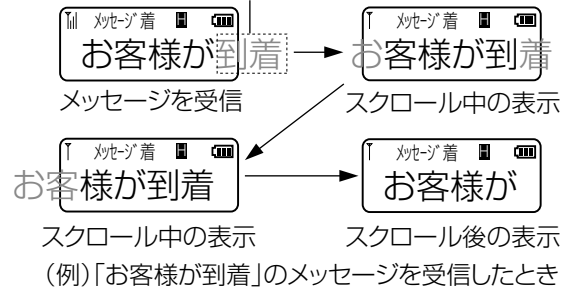 メッセージ着
お客様が到着
メッセージを受信
メッセージ着
お客様が到着
スクロール中の表示
メッセージ着
お客様が到着
スクロール中の表示
メッセージ着
お客様が
スクロール後の表示
（例）「お客様が到着」のメッセージを受信したとき